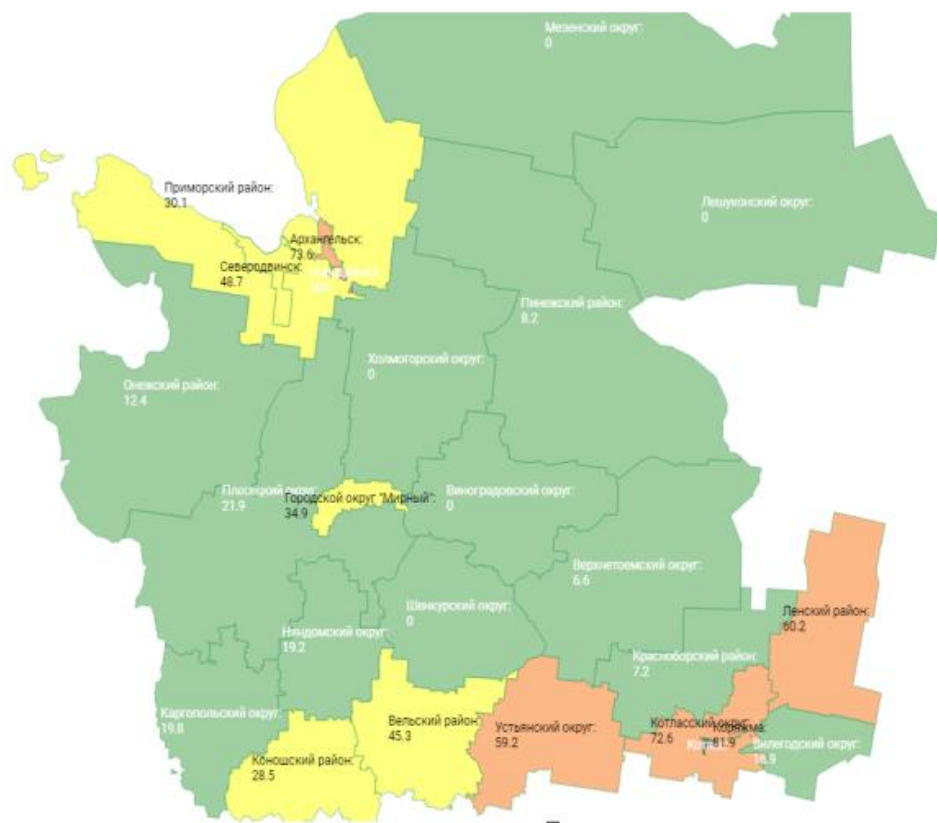 Мезенский округ:
0
Лешуконский округ:
0
Приморский район:
30.1
Архангельск:
73.6
Северодвинск:
48.7
Пинежский район:
8.2
Холмогорский округ:
0
Онежский район:
12.4
Плосецкий округ:
21.9
Городской округ "Мирный":
34.9
Виноградовский округ:
0
Верхнетоемский округ:
6.6
Ленский район:
60.2
Шенкурский округ:
0
Няндомский округ:
19.2
Красноборский район:
7.2
Каргопольский округ:
19.8
Вельский район:
45.3
Устьянский округ:
59.2
Котласский округ:
72.6
Коряжма:
81.9
Вилегодский округ:
16.9
Коношский район:
28.5